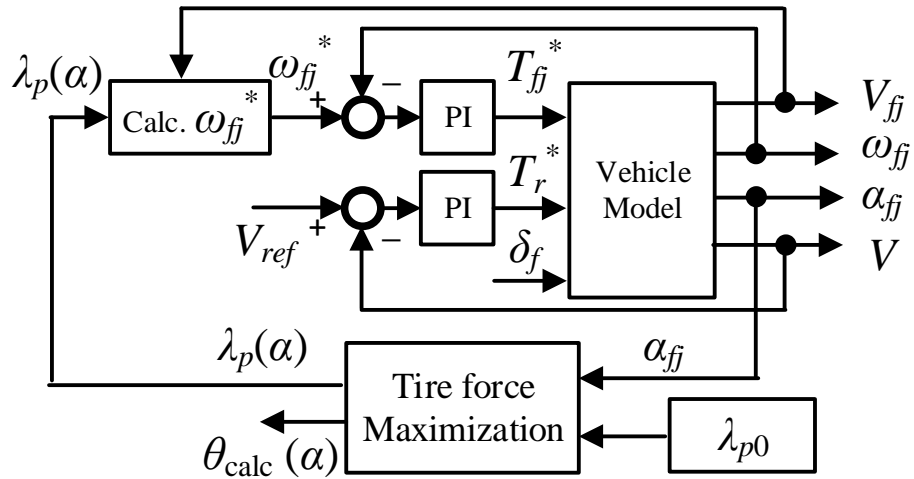 λp(α)
Calc. ωfj*
ωfj*
+
−
PI
Tfj*
Vref
+
−
PI
Tr*
δf
Vehicle
Model
Vfj
ωfj
αfj
V
λp(α)
Tire force
Maximization
αfj
λp0
θcalc (α)